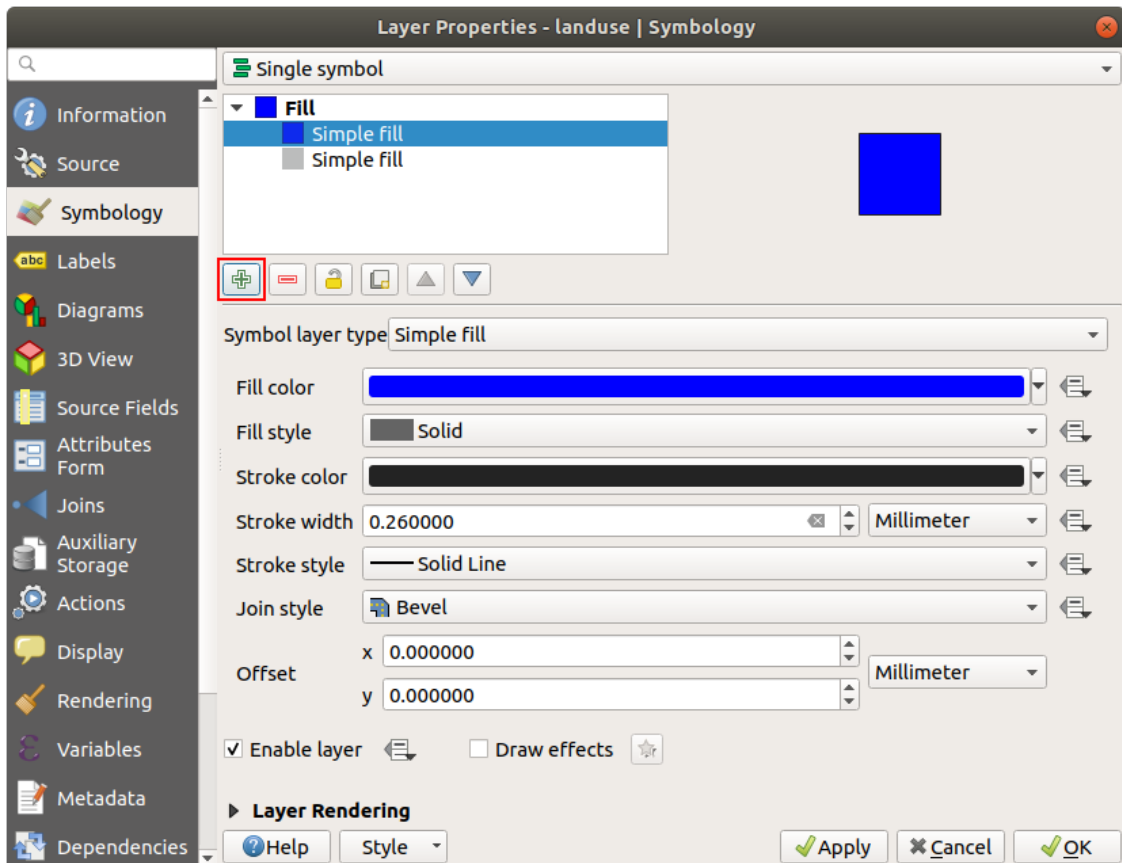 Layer Properties - landuse | Symbology
Single symbol
Information
Source
Symbology
abc Labels
Diagrams
3D View
Source Fields
Attributes
Form
Joins
Auxiliary
Storage
Actions
Display
Rendering
Variables
Metadata
Dependencies
Fill
Simple fill
Simple fill
Symbol layer type Simple fill
Fill color
Fill style Solid
Stroke color
Stroke width 0.260000 Millimeter
Stroke style Solid Line
Join style Bevel
Offset
x 0.000000
y 0.000000
Millimeter
Enable layer Draw effects
Layer Rendering
Help Style Apply Cancel OK